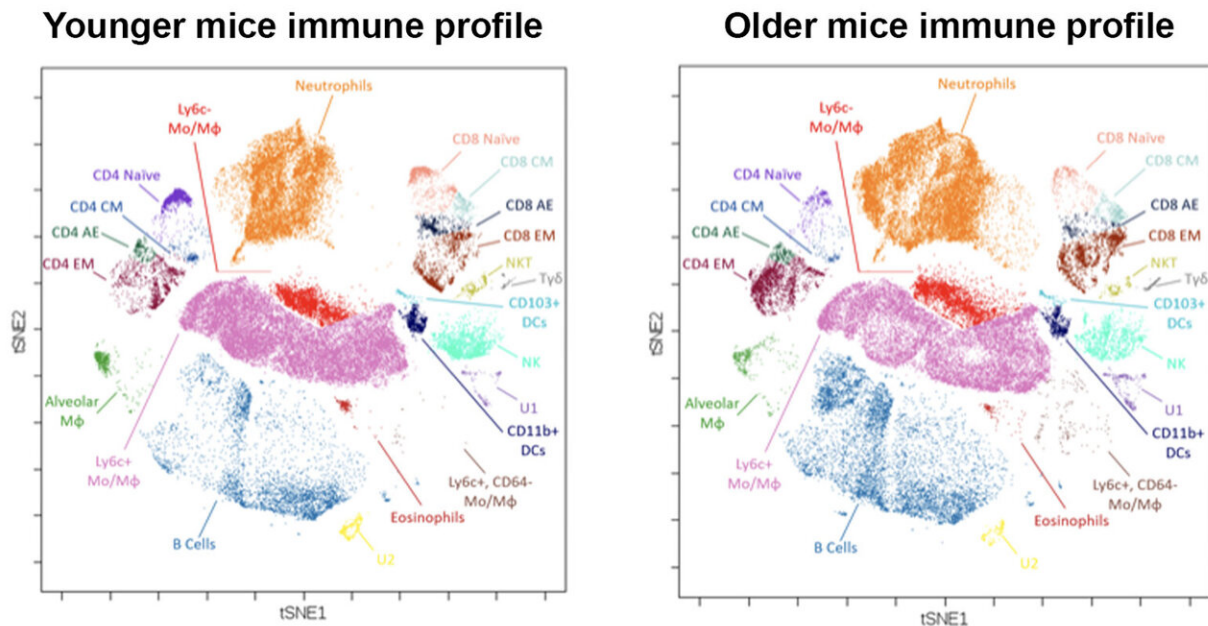 Younger mice immune profile
Neutrophils
Ly6c-
Mo/Mϕ
CD8 Naïve
CD8 CM
CD4 Naïve
CD4 CM
CD8 AE
CD4 AE
CD8 EM
CD4 EM
NKT
Tγδ
CD103+
DCs
NK
Alveolar
Mϕ
U1
CD11b+
DCs
Ly6c+
Mo/Mϕ
Ly6c+, CD64-
Mo/Mϕ
Eosinophils
B Cells
U2
tSNE2
tSNE1
Older mice immune profile
Neutrophils
Ly6c-
Mo/Mϕ
CD8 Naïve
CD8 CM
CD4 Naïve
CD4 CM
CD8 AE
CD4 AE
CD8 EM
CD4 EM
NKT
Tγδ
CD103+
DCs
NK
Alveolar
Mϕ
U1
CD11b+
DCs
Ly6c+
Mo/Mϕ
Ly6c+, CD64-
Mo/Mϕ
Eosinophils
B Cells
U2
tSNE2
tSNE1